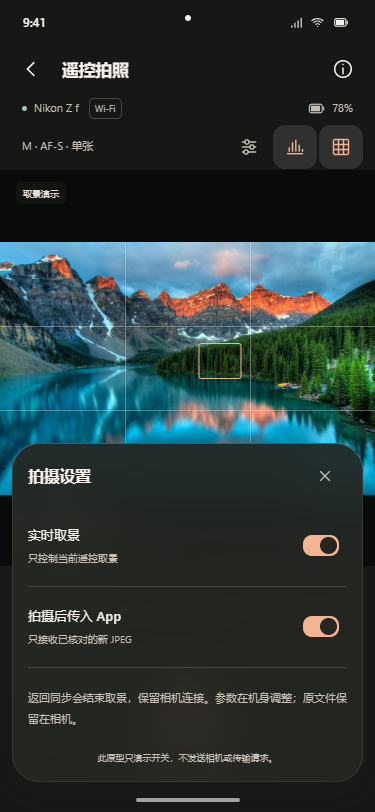 9:41
遥控拍照
Nikon Z f Wi-Fi 78%
M · AF-S · 单张
取景演示
拍摄设置
实时取景
只控制当前遥控取景
拍摄后传入 App
只接收已核对的新 JPEG
返回同步会结束取景，保留相机连接。参数在机身调整；原文件保
留在相机。
此原型只演示开关，不发送相机或传输请求。